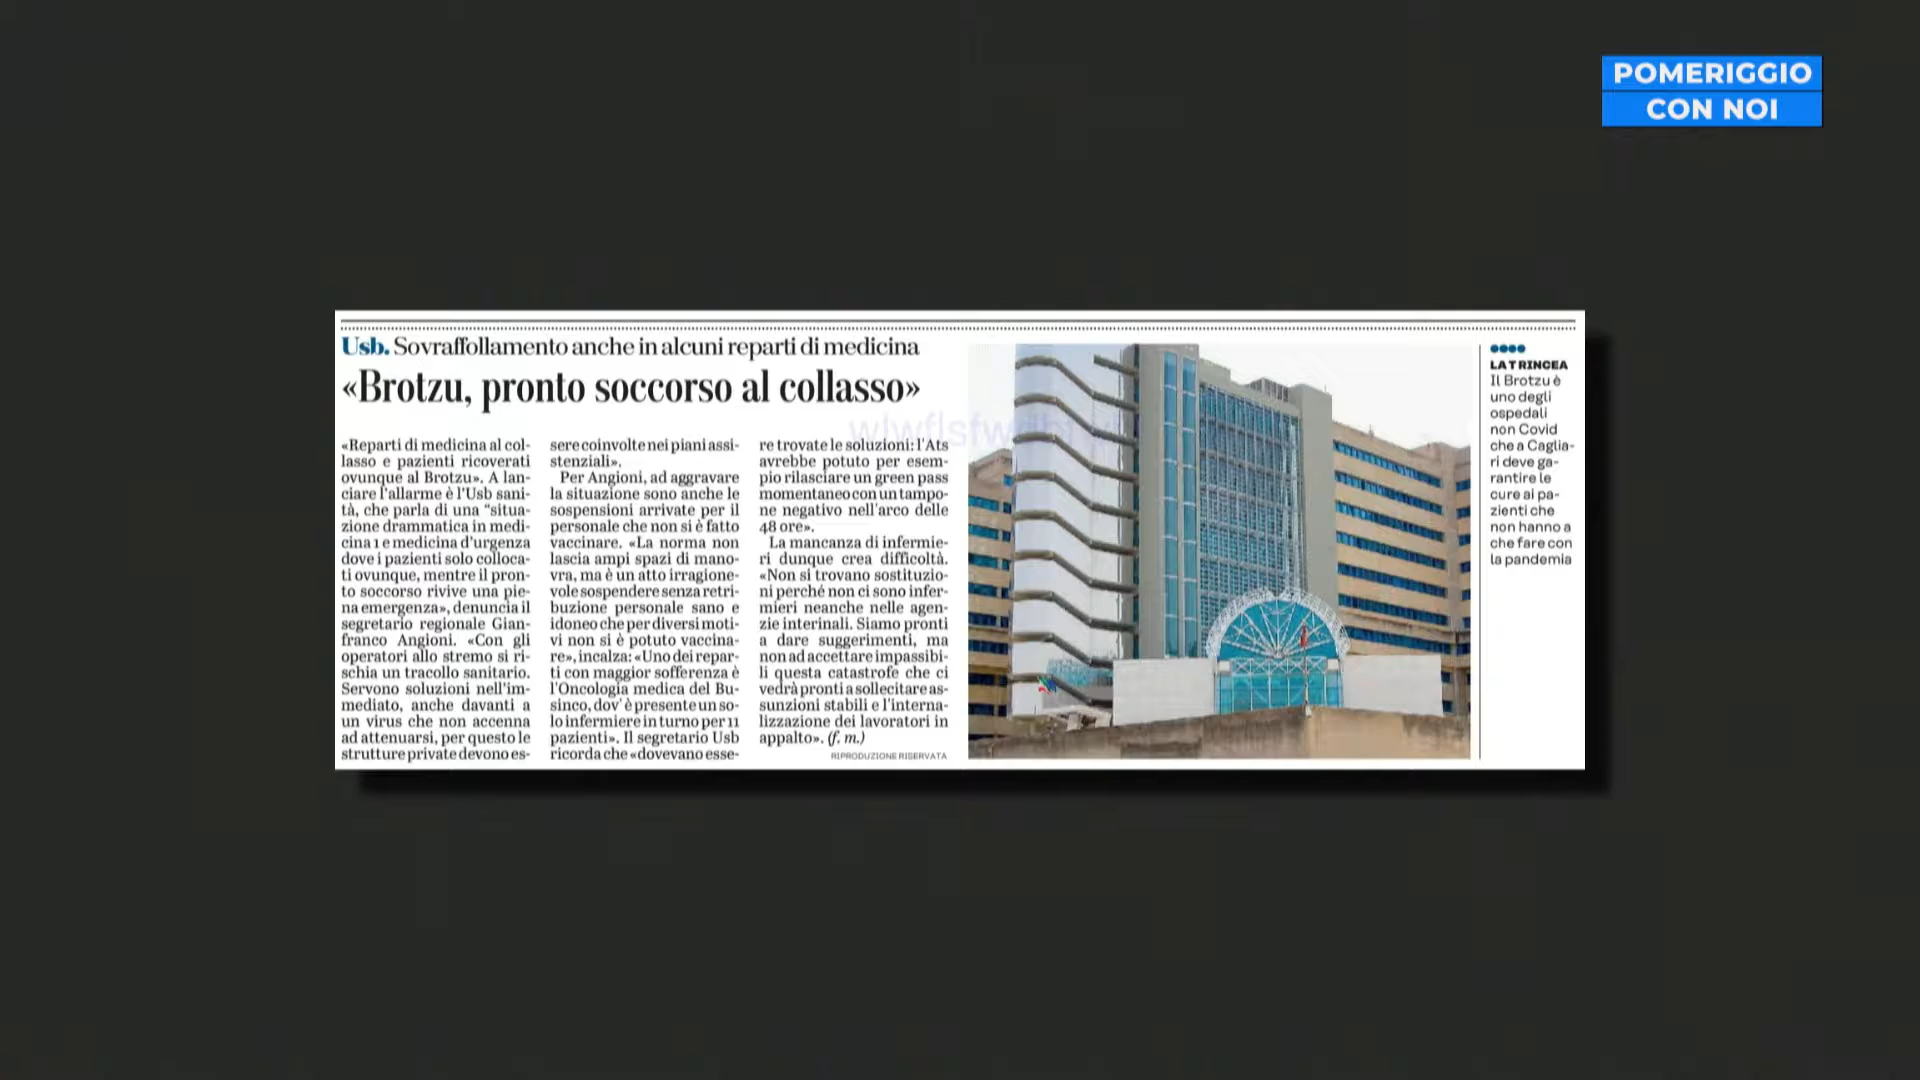 POMERIGGIO
CON NOI
Usb. Sovraffollamento anche in alcuni reparti di medicina
«Brotzu, pronto soccorso al collasso»
«Reparti di medicina al col-
lasso e pazienti ricoverati
ovunque al Brotzu». A lan-
ciare l'allarme è l'Usb sani-
tà, che parla di una “situa-
zione drammatica in medi-
cina 1 e medicina d'urgenza
dove i pazienti solo colloca-
ti ovunque, mentre il pron-
to soccorso rivive una pie-
na emergenza», denuncia il
segretario regionale Gian-
franco Angioni. «Con gli
operatori allo stremo si ri-
schia un tracollo sanitario.
Servono soluzioni nell'im-
mediato, anche davanti a
un virus che non accenna
ad attenuarsi, per questo le
strutture private devono es-
sere coinvolte nei piani assi-
stenziali».
Per Angioni, ad aggravare
la situazione sono anche le
sospensioni arrivate per il
personale che non si è fatto
vaccinare. «La norma non
lascia ampi spazi di mano-
vra, ma è un atto irragione-
vole sospendere senza retri-
buzione personale sano e
idoneo che per diversi moti-
vi non si è potuto vaccina-
re», incalza: «Uno dei repar-
ti con maggior sofferenza è
l'Oncologia medica del Bu-
sinco, dov' è presente un so-
lo infermiere in turno per 11
pazienti». Il segretario Usb
ricorda che «dovevano esse-
re trovate le soluzioni: l'Ats
avrebbe potuto per esem-
pio rilasciare un green pass
momentaneo con un tampo-
ne negativo nell'arco delle
48 ore».
La mancanza di infermie-
ri dunque crea difficoltà.
«Non si trovano sostituzio-
ni perché non ci sono infer-
mieri neanche nelle agen-
zie interinali. Siamo pronti
a dare suggerimenti, ma
non ad accettare impassibi-
li questa catastrofe che ci
vedrà pronti a sollecitare as-
sunzioni stabili e l'interna-
lizzazione dei lavoratori in
appalto». (f. m.)
RIPRODUZIONE RISERVATA
LA TRINCEA
Il Brotzu è
uno degli
ospedali
non Covid
che a Caglia-
ri deve ga-
rantire le
cure ai pa-
zienti che
non hanno a
che fare con
la pandemia